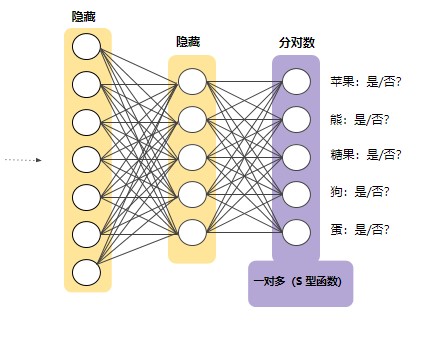 隐藏
隐藏
分对数
苹果：是/否?
熊：是/否?
糖果：是/否?
狗：是/否?
蛋：是/否?
一对多（S 型函数)